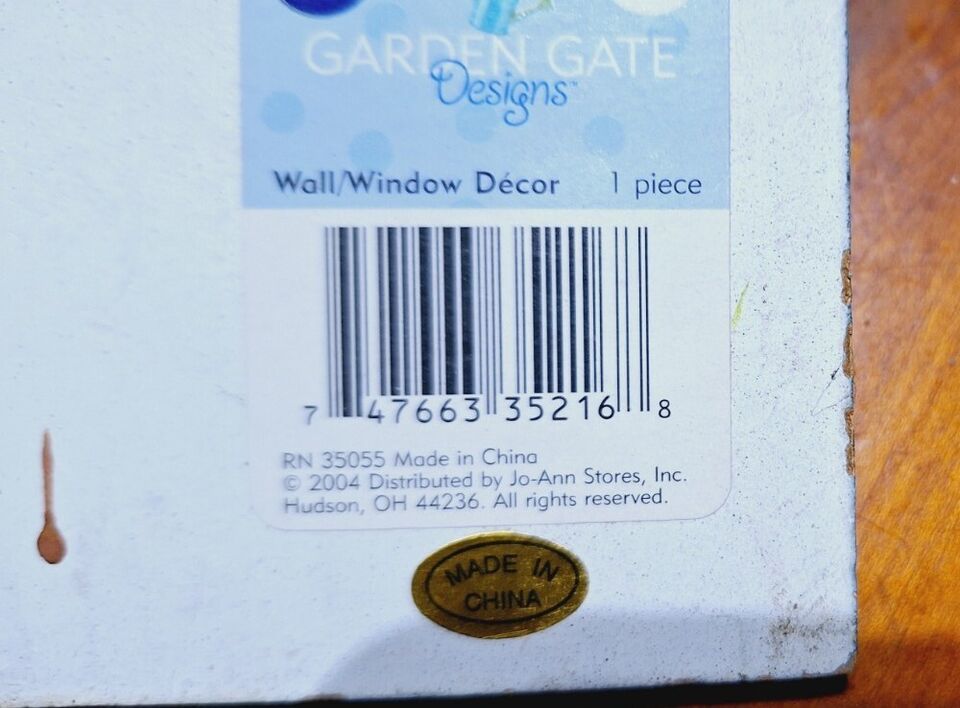 GARDEN GATE
Designs™
Wall/Window Décor 1 piece
7 47663 35216 8
RN 35055 Made in China
© 2004 Distributed by Jo-Ann Stores, Inc.
Hudson, OH 44236. All rights reserved.
MADE IN
CHINA